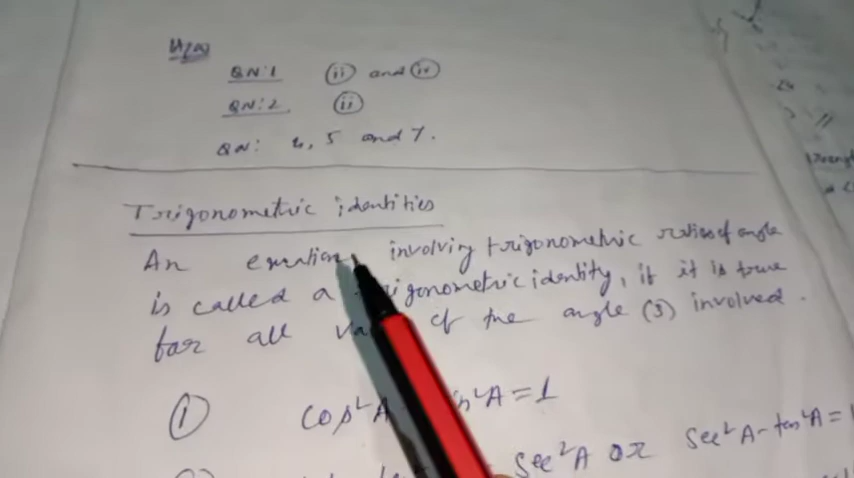 H/W
QN:1 (ii) and (iv)
QN:2 (ii)
QN: 4, 5 and 7.
Trigonometric identities
An equation involving trigonometric ratios of angle
is called a trigonometric identity, if it is true
for all of the angle (s) involved.
(1) cos²A sin²A = 1
sec²A or sec²A - tan²A = 1